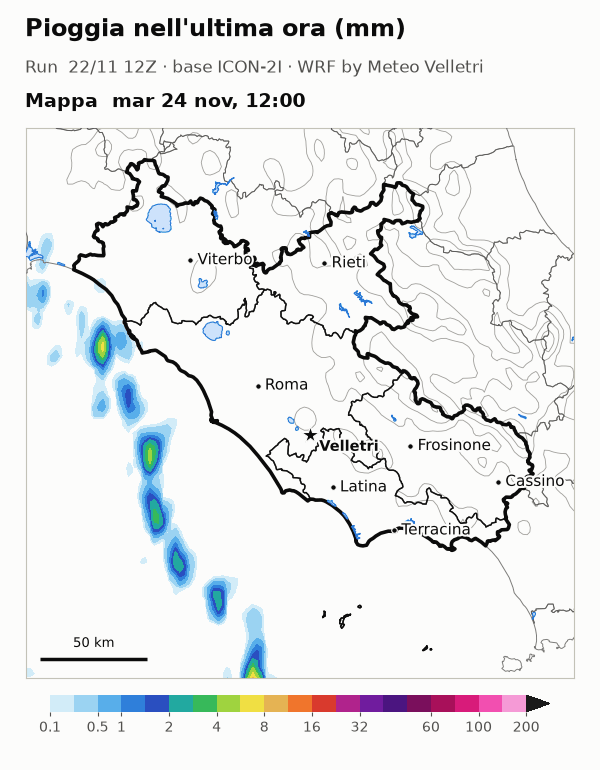 Pioggia nell'ultima ora (mm)
Run 22/11 12Z · base ICON-2I · WRF by Meteo Velletri
Mappa mar 24 nov, 12:00
Viterbo
Rieti
Roma
Velletri
Frosinone
Latina
Cassino
Terracina
50 km
0.1 0.5 1 2 4 8 16 32 60 100 200